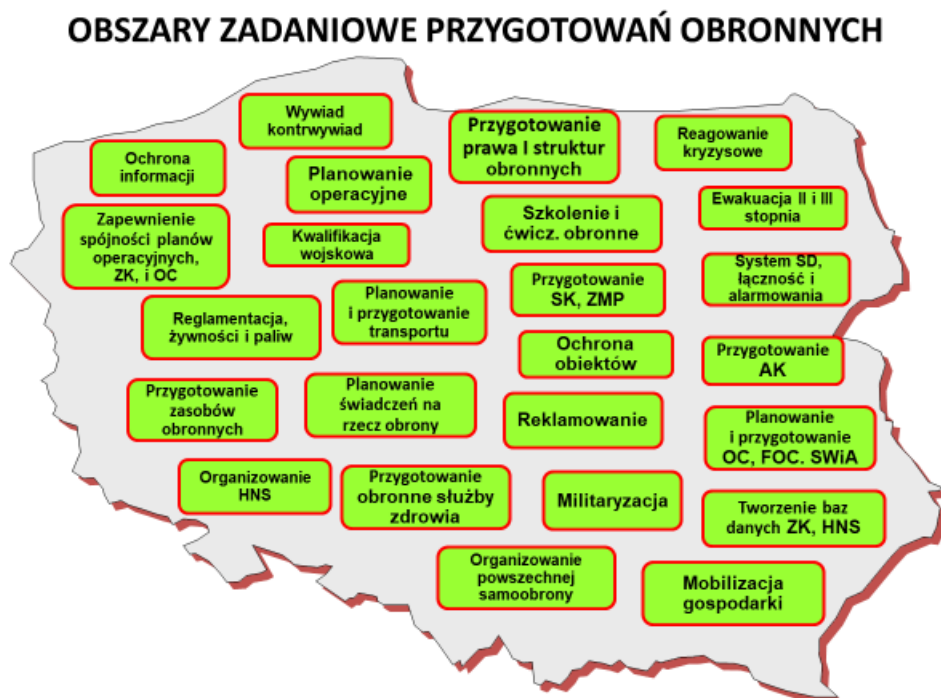 OBSZARY ZADANIOWE PRZYGOTOWAŃ OBRONNYCH
Wywiad
kontrwywiad
Przygotowanie
prawa I struktur
obronnych
Reagowanie
kryzysowe
Ochrona
informacji
Planowanie
operacyjne
Ewakuacja II i III
stopnia
Zapewnienie
spójności planów
operacyjnych,
ZK, i OC
Kwalifikacja
wojskowa
Szkolenie i
ćwicz. obronne
System SD,
łączność i
alarmowania
Przygotowanie
SK, ZMP
Planowanie
i przygotowanie
transportu
Reglamentacja,
żywności i paliw
Ochrona
obiektów
Przygotowanie
AK
Przygotowanie
zasobów
obronnych
Planowanie
świadczeń na
rzecz obrony
Reklamowanie
Planowanie
i przygotowanie
OC, FOC. SWiA
Organizowanie
HNS
Przygotowanie
obronne służby
zdrowia
Militaryzacja
Tworzenie baz
danych ZK, HNS
Organizowanie
powszechnej
samoobrony
Mobilizacja
gospodarki